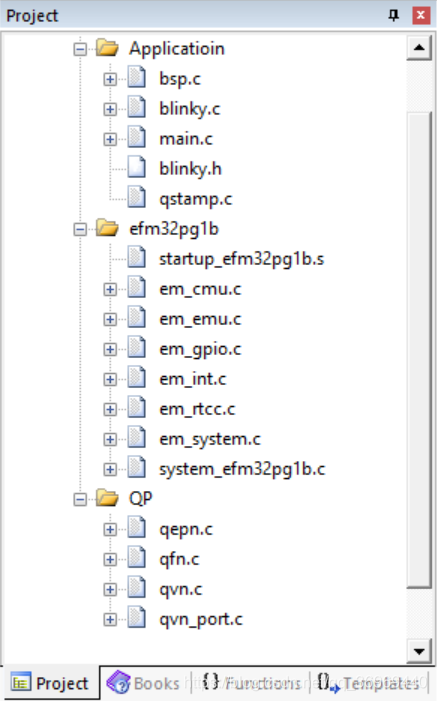 Project
Applicatioin
bsp.c
blinky.c
main.c
blinky.h
qstamp.c
efm32pg1b
startup_efm32pg1b.s
em_cmu.c
em_emu.c
em_gpio.c
em_int.c
em_rtcc.c
em_system.c
system_efm32pg1b.c
QP
qepn.c
qfn.c
qvn.c
qvn_port.c
Project Books {} Functions 0 Templates